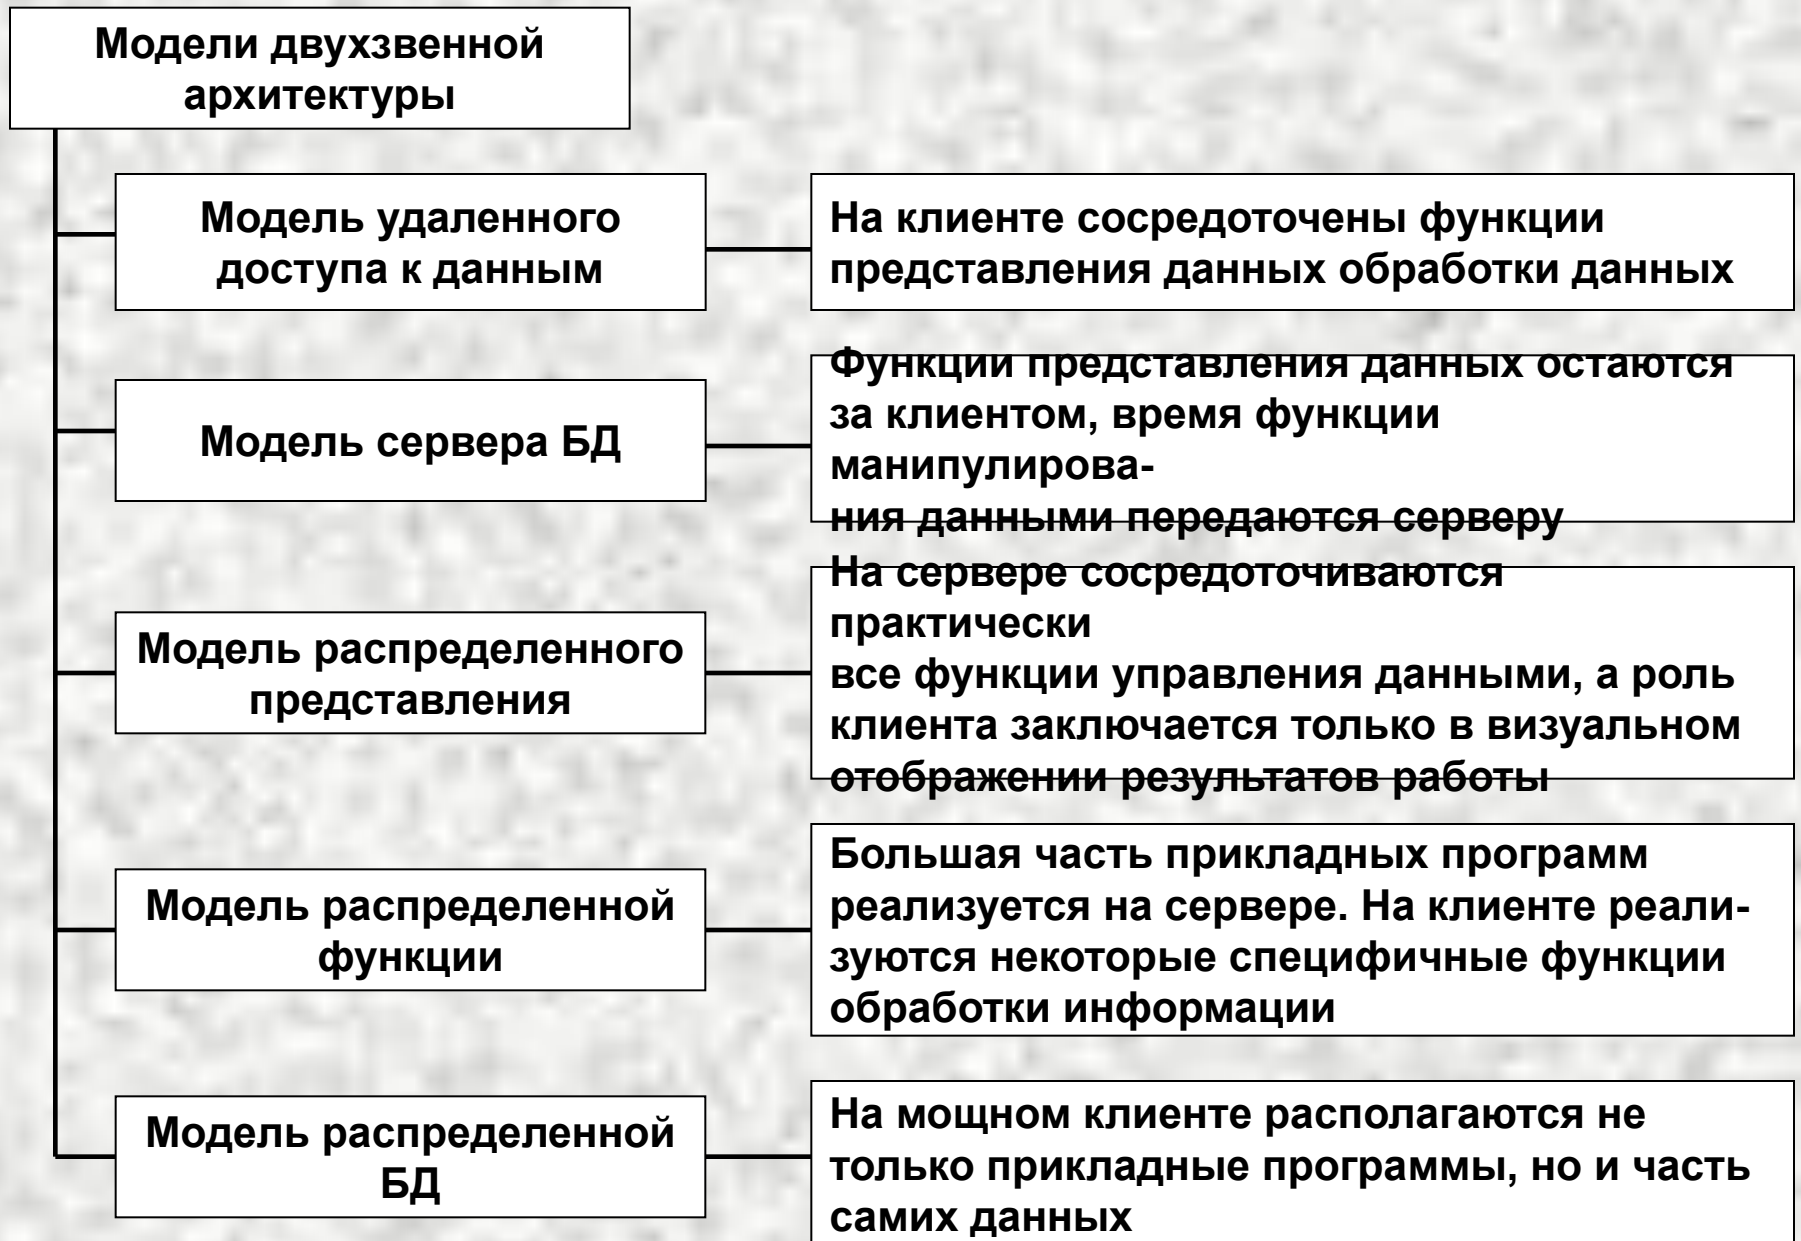 Модели двухзвенной
архитектуры
Модель удаленного
доступа к данным
На клиенте сосредоточены функции
представления данных обработки данных
Модель сервера БД
Функции представления данных остаются
за клиентом, время функции
манипулирова-
ния данными передаются серверу
Модель распределенного
представления
На сервере сосредоточиваются
практически
все функции управления данными, а роль
клиента заключается только в визуальном
отображении результатов работы
Модель распределенной
функции
Большая часть прикладных программ
реализуется на сервере. На клиенте реали-
зуются некоторые специфичные функции
обработки информации
Модель распределенной
БД
На мощном клиенте располагаются не
только прикладные программы, но и часть
самих данных